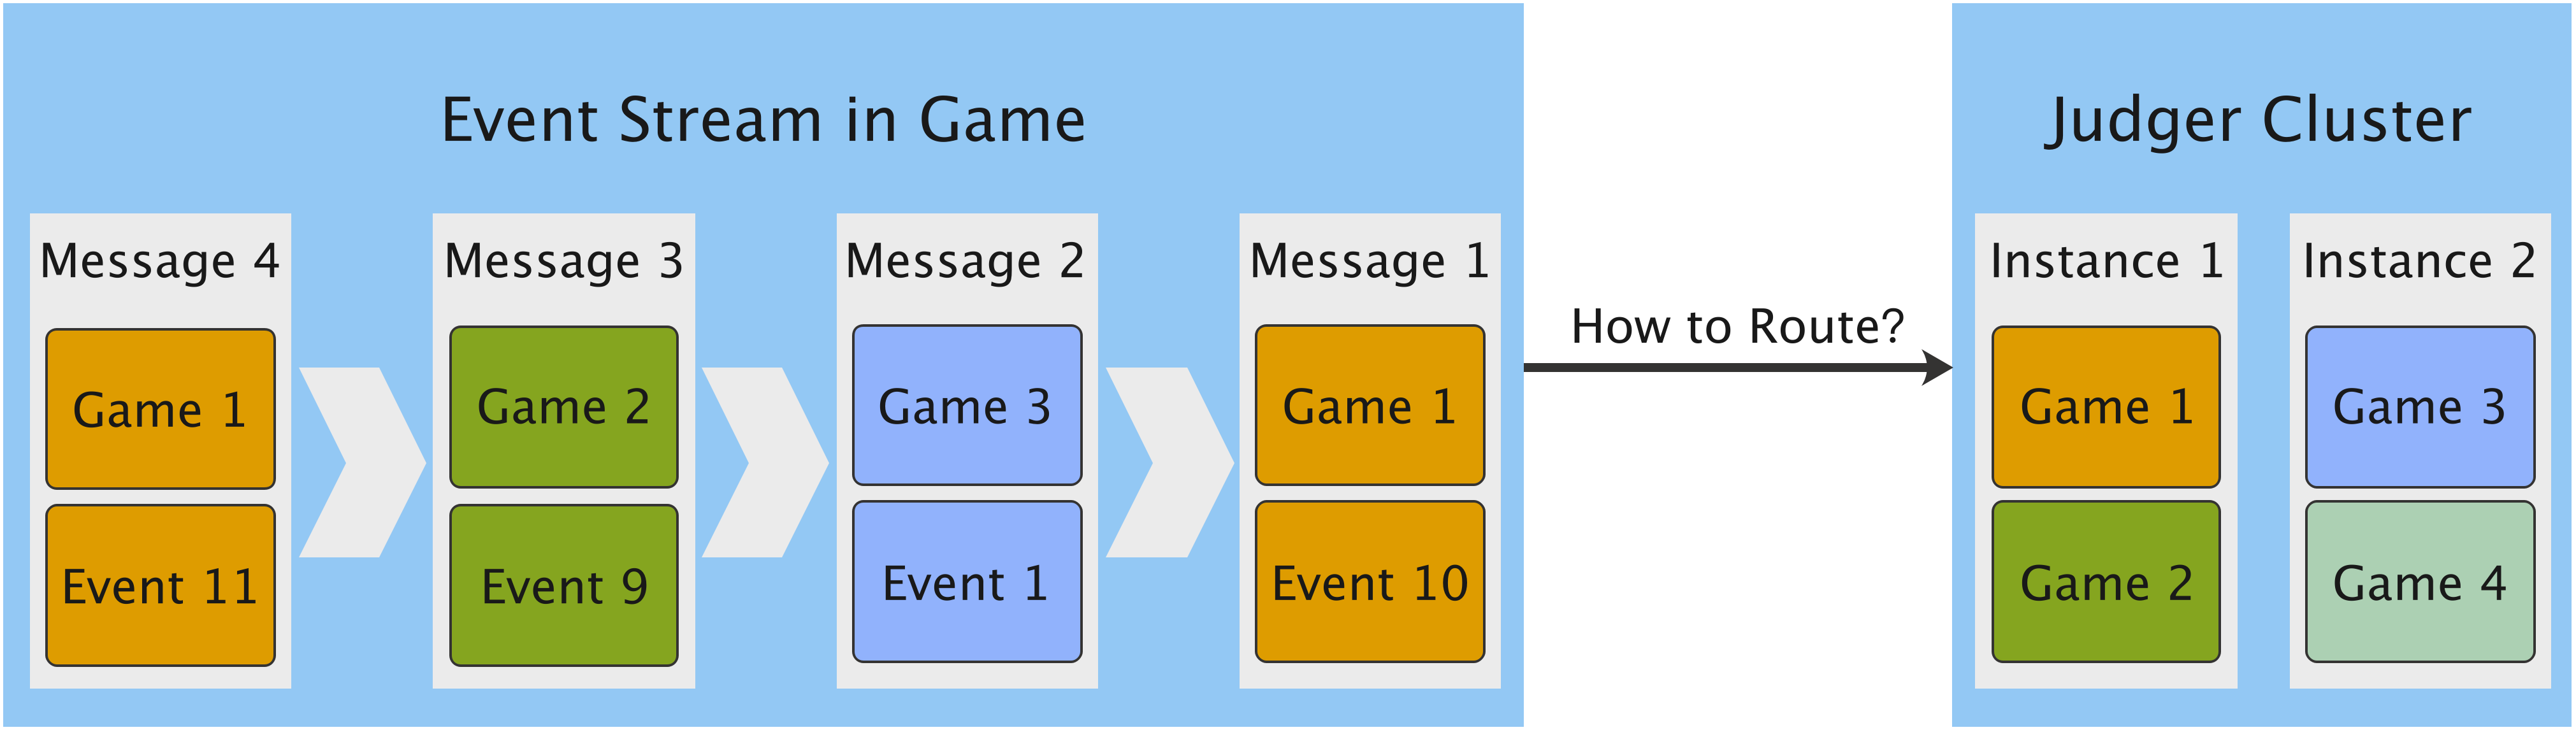 Event Stream in Game
Message 4
Game 1
Event 11
Message 3
Game 2
Event 9
Message 2
Game 3
Event 1
Message 1
Game 1
Event 10
How to Route?
Judger Cluster
Instance 1
Game 1
Game 2
Instance 2
Game 3
Game 4